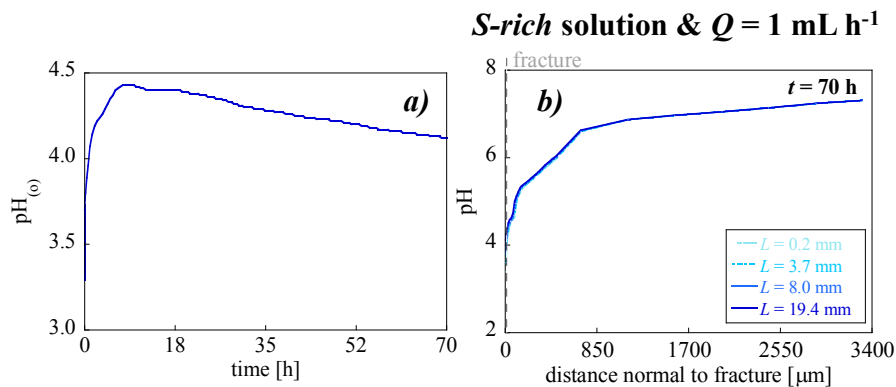 S-rich solution & Q = 1 mL h-1
a)
4.5
4.0
3.5
3.0
pH(o)
0
18
35
52
70
time [h]
fracture
b)
t = 70 h
8
6
4
2
pH
L = 0.2 mm
L = 3.7 mm
L = 8.0 mm
L = 19.4 mm
0
850
1700
2550
3400
distance normal to fracture [µm]